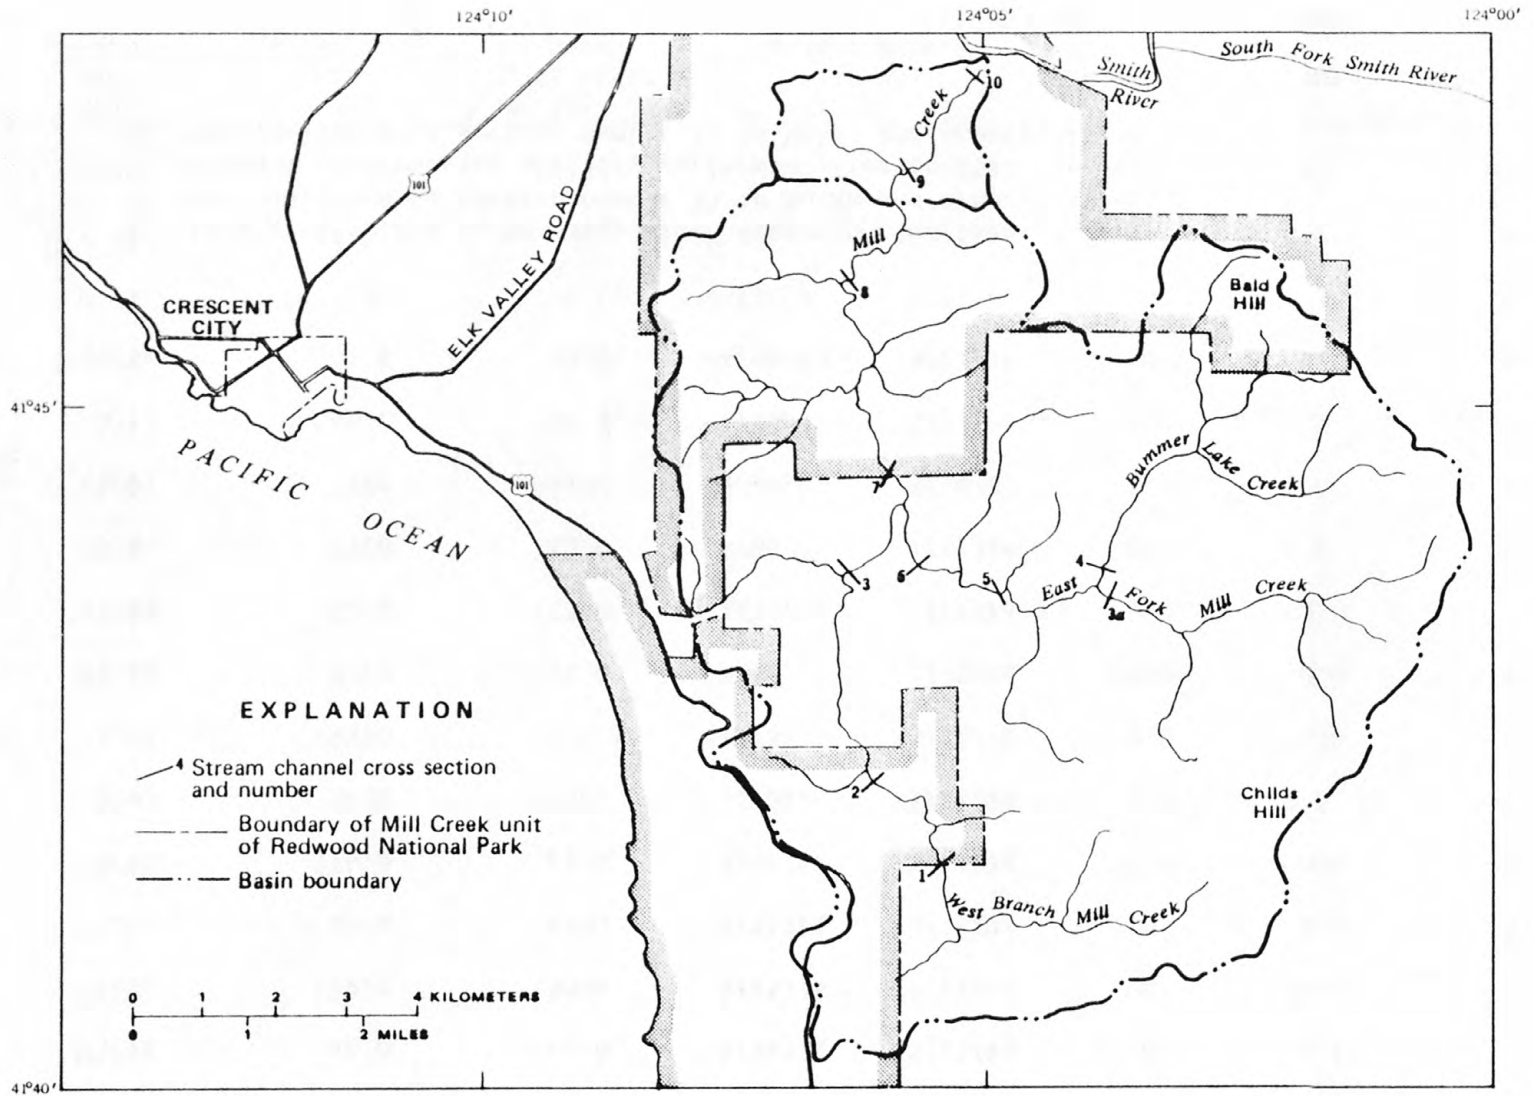 124°10'
124°05'
124°00'
South Fork Smith River
Smith
River
10
Creek
101
9
ELK VALLEY ROAD
Mill
8
CRESCENT
CITY
Bald
Hill
41°45'
PACIFIC
OCEAN
101
Bummer
Lake
Creek
7
3
6
5
4
East Fork Mill Creek
3a
EXPLANATION
4 Stream channel cross section
and number
Boundary of Mill Creek unit
of Redwood National Park
Basin boundary
2
Childs
Hill
1
West Branch Mill Creek
0 1 2 3 4 KILOMETERS
0 1 2 MILES
41°40'